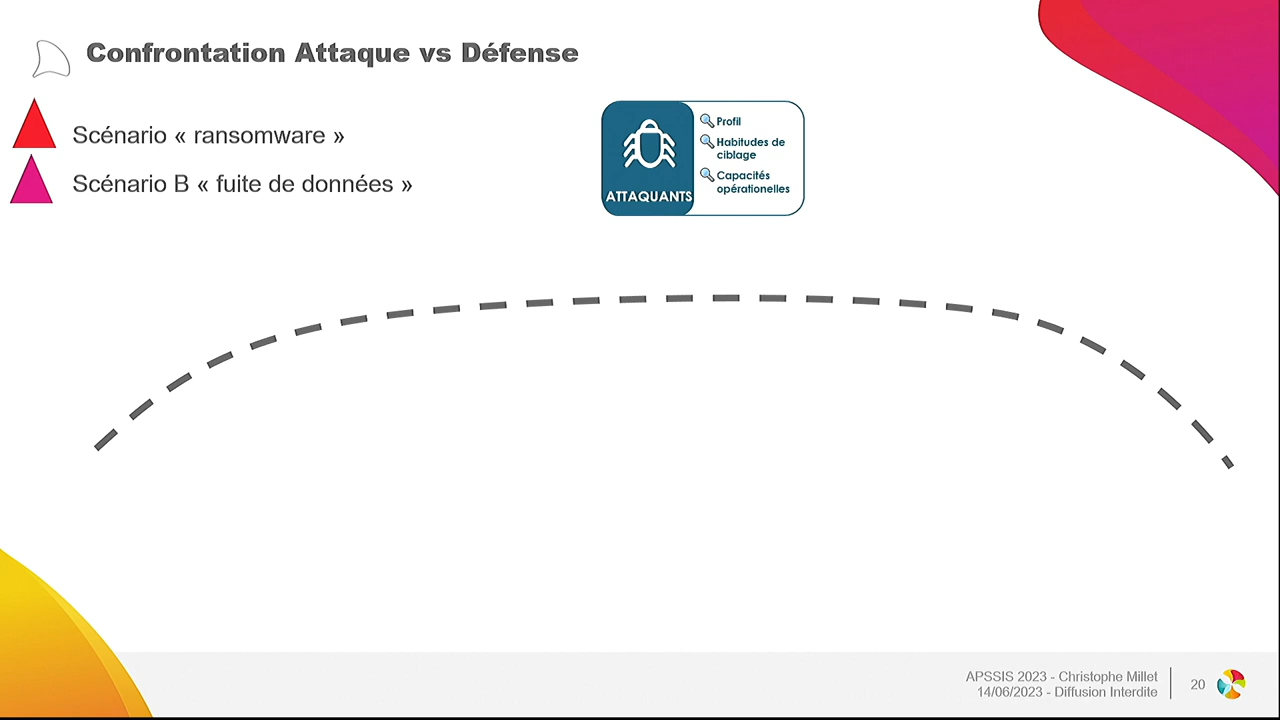 Confrontation Attaque vs Défense
Scénario « ransomware »
Scénario B « fuite de données »
ATTAQUANTS
Profil
Habitudes de
ciblage
Capacités
opérationelles
APSSIS 2023 - Christophe Millet
14/06/2023 - Diffusion Interdite
20